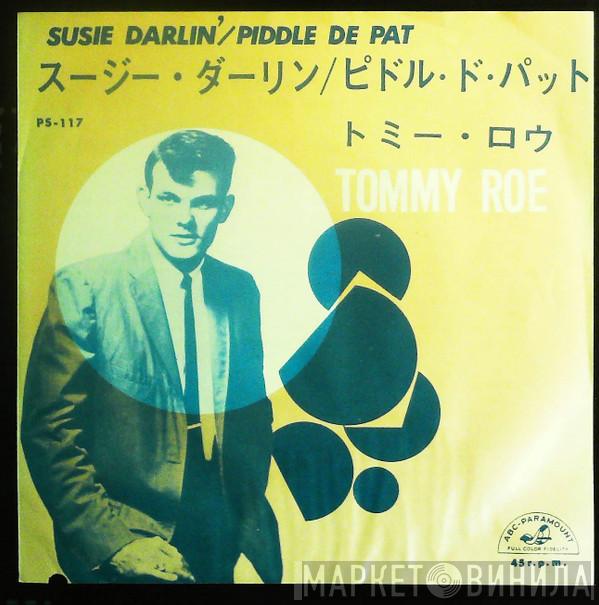 SUSIE DARLIN'/PIDDLE DE PAT
スージー・ダーリン/ピドル・ド・パット
PS-117
トミー・ロウ
TOMMY ROE
ABC-PARAMOUNT
FULL COLOR FIDELITY
45 r.p.m.
МАРКЕТ ВИНИЛА